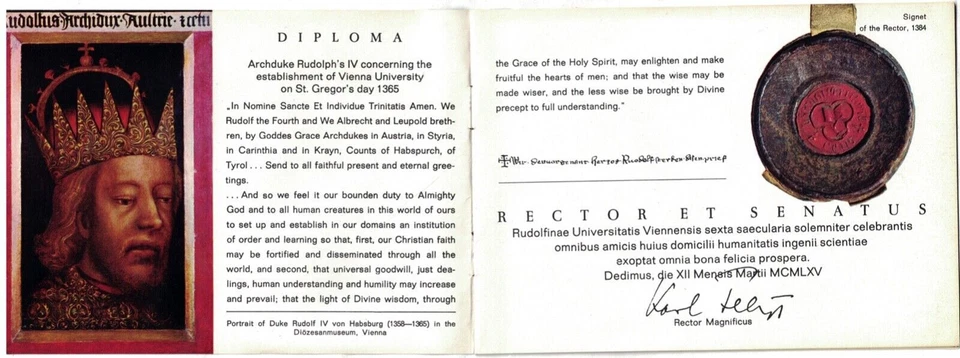 udolfus Archidux Austrie · ꝛcetn
D I P L O M A
Archduke Rudolph's IV concerning the
establishment of Vienna University
on St. Gregor's day 1365
„In Nomine Sancte Et Individue Trinitatis Amen. We
Rudolf the Fourth and We Albrecht and Leupold breth-
ren, by Goddes Grace Archdukes in Austria, in Styria,
in Carinthia and in Krayn, Counts of Habspurch, of
Tyrol . . . Send to all faithful present and eternal gree-
tings.
. . . And so we feel it our bounden duty to Almighty
God and to all human creatures in this world of ours
to set up and establish in our domains an institution
of order and learning so that, first, our Christian faith
may be fortified and disseminated through all the
world, and second, that universal goodwill, just dea-
lings, human understanding and humility may increase
and prevail; that the light of Divine wisdom, through
Portrait of Duke Rudolf IV von Habsburg (1358—1365) in the
Diözesanmuseum, Vienna
the Grace of the Holy Spirit, may enlighten and make
fruitful the hearts of men; and that the wise may be
made wiser, and the less wise be brought by Divine
precept to full understanding."
Signet
of the Rector, 1384
R E C T O R E T S E N A T U S
Rudolfinae Universitatis Viennensis sexta saecularia solemniter celebrantis
omnibus amicis huius domicilii humanitatis ingenii scientiae
exoptat omnia bona felicia prospera.
Dedimus, die XII Mensis Martii MCMLXV
Rector Magnificus